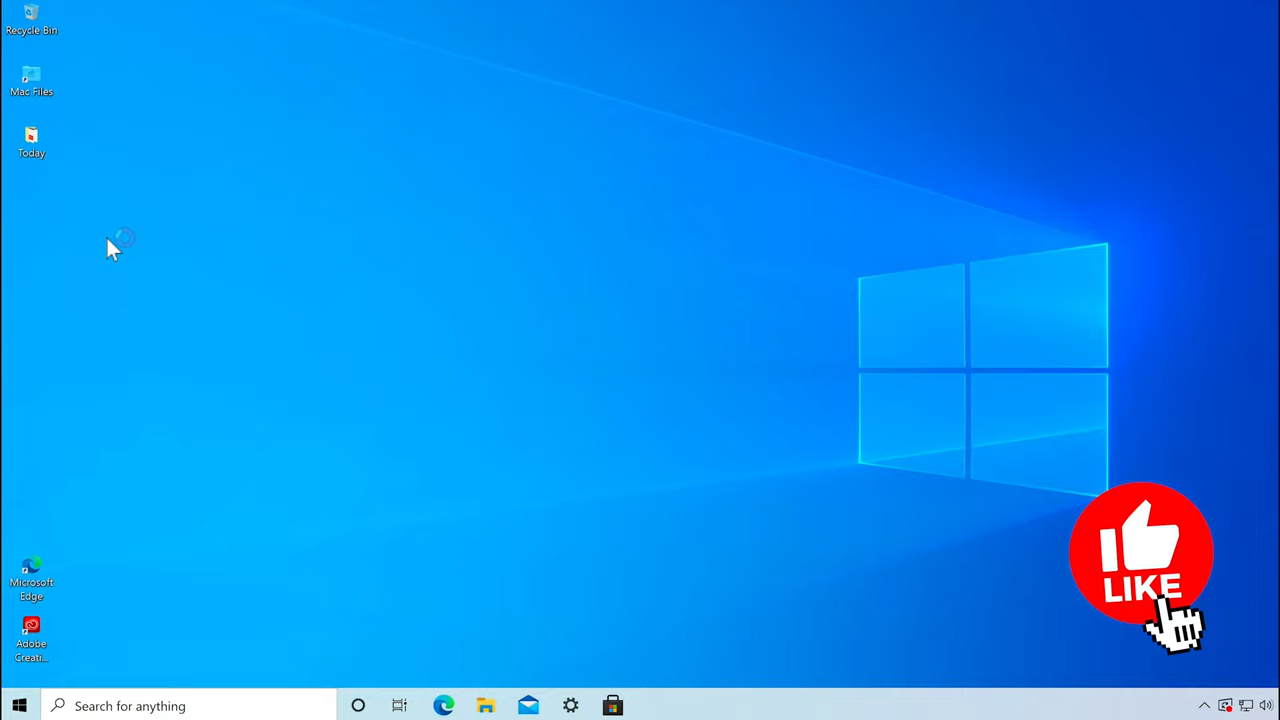 Recycle Bin
Mac Files
Today
Microsoft
Edge
Adobe
Creati...
LIKE
Search for anything